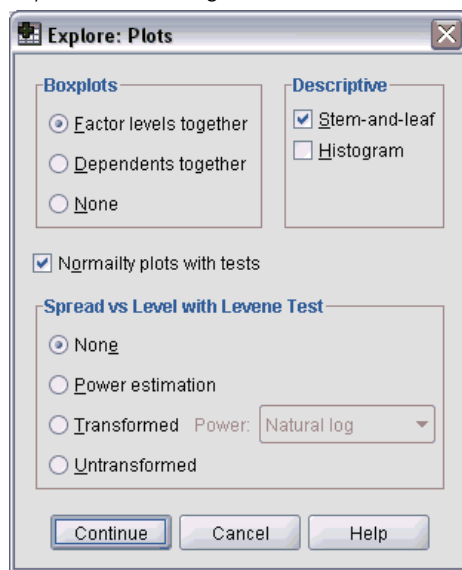 Explore: Plots
Boxplots
Factor levels together
Dependents together
None
Descriptive
Stem-and-leaf
Histogram
Normailty plots with tests
Spread vs Level with Levene Test
None
Power estimation
Transformed Power: Natural log
Untransformed
Continue Cancel Help